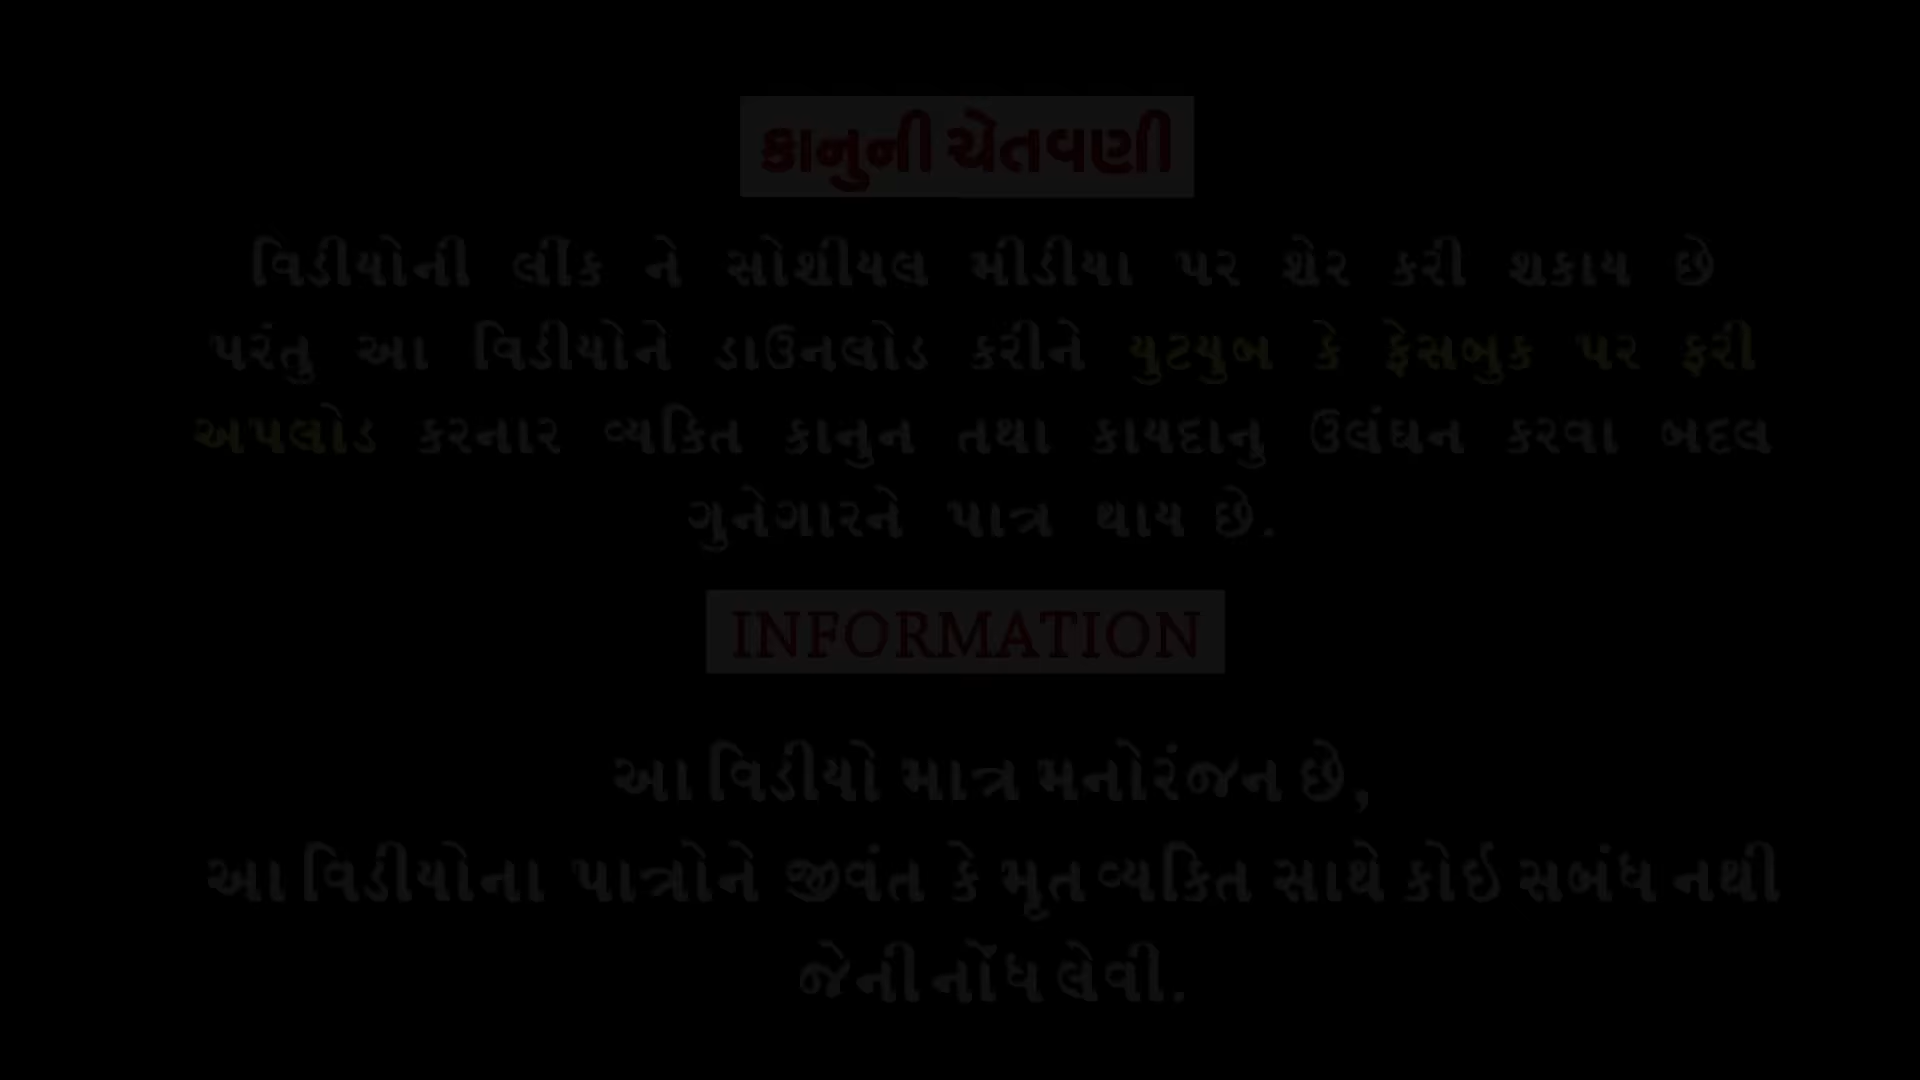 કાનુની ચેતવણી
વિડીયોની લીંક ને સોશીયલ મીડીયા પર શેર કરી શકાય છે
પરંતુ આ વિડીયોને ડાઉનલોડ કરીને યુટયુબ કે ફેસબુક પર ફરી
અપલોડ કરનાર વ્યકિત કાનુન તથા કાયદાનુ ઉલંઘન કરવા બદલ
ગુનેગારને પાત્ર થાય છે.
INFORMATION
આ વિડીયો માત્ર મનોરંજન છે,
આ વિડીયોના પાત્રોને જીવંત કે મૃત વ્યકિત સાથે કોઈ સબંધ નથી
જેની નોંધ લેવી.